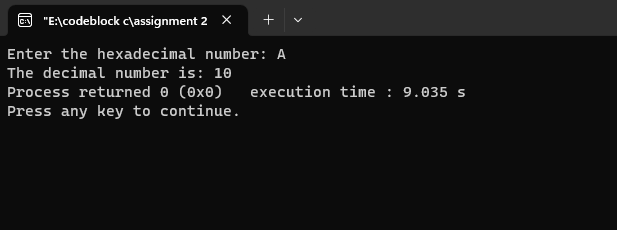 "E:\codeblock c\assignment 2
Enter the hexadecimal number: A
The decimal number is: 10
Process returned 0 (0x0)   execution time : 9.035 s
Press any key to continue.